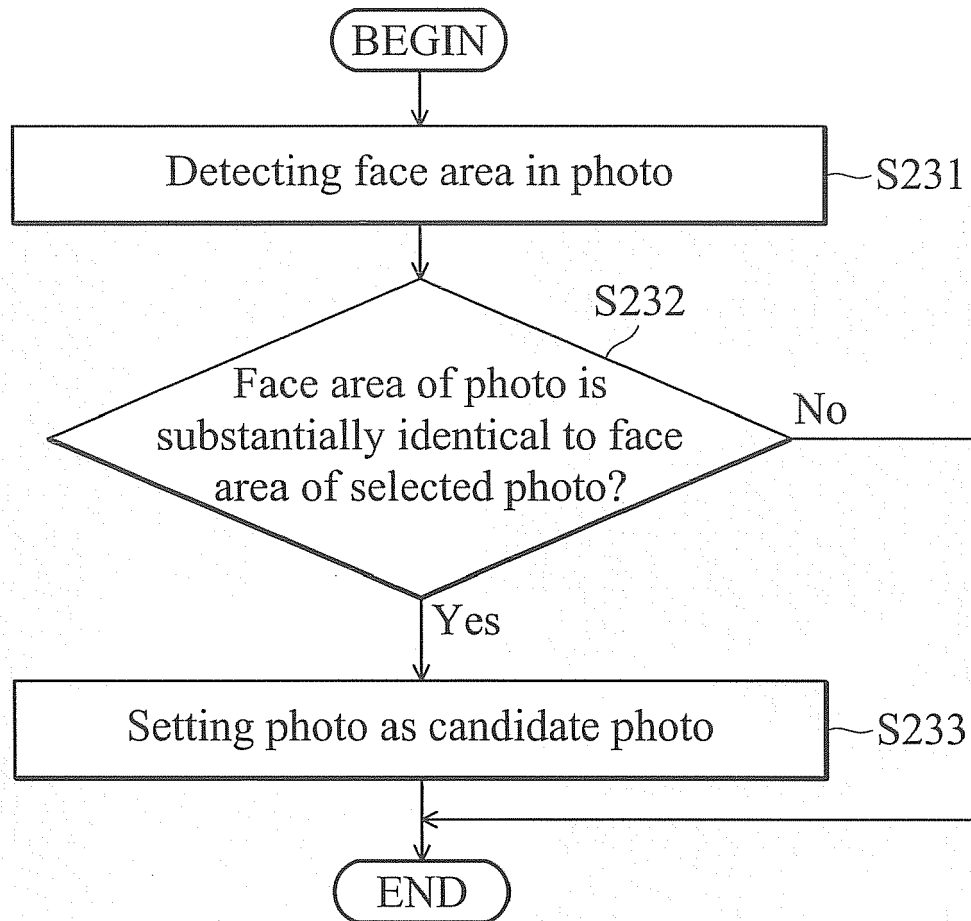 BEGIN
Detecting face area in photo
S231
S232
Face area of photo is
substantially identical to face
area of selected photo?
No
Yes
Setting photo as candidate photo
S233
END